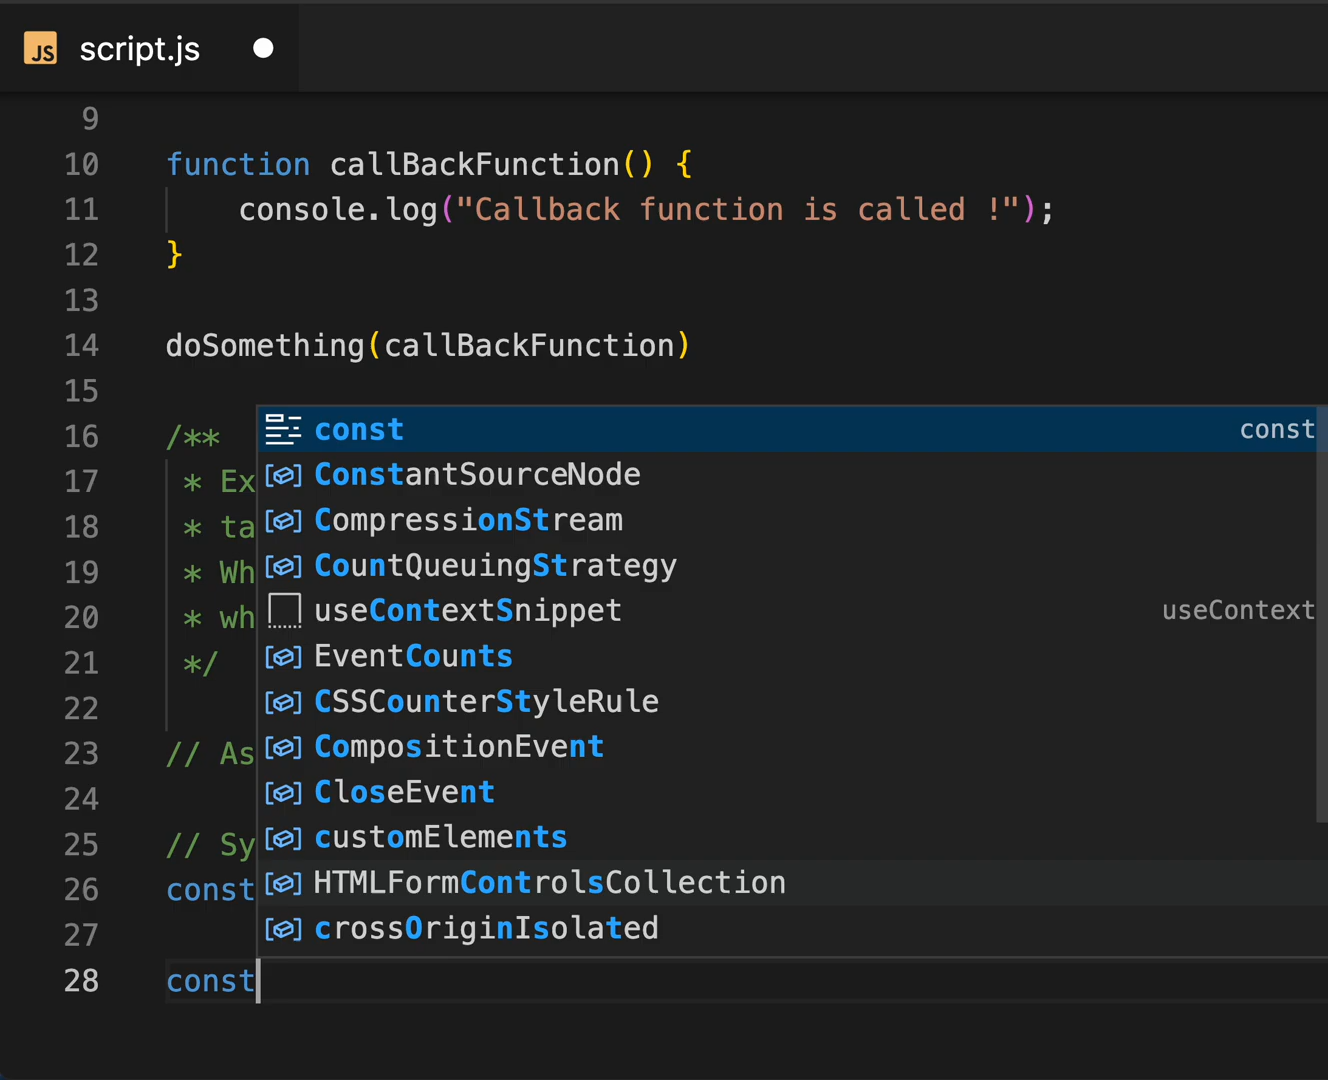 JS script.js
9
10 function callBackFunction() {
11 console.log("Callback function is called !");
12 }
13
14 doSomething(callBackFunction)
15
16 /**
const const
17 * Ex
ConstantSourceNode
18 * ta
CompressionStream
19 * Wh
CountQueuingStrategy
20 * wh
useContextSnippet useContext
21 */
EventCounts
22
CSSCounterStyleRule
23 // As
CompositionEvent
24
CloseEvent
25 // Sy
customElements
26 const
HTMLFormControlsCollection
27
crossOriginIsolated
28 const